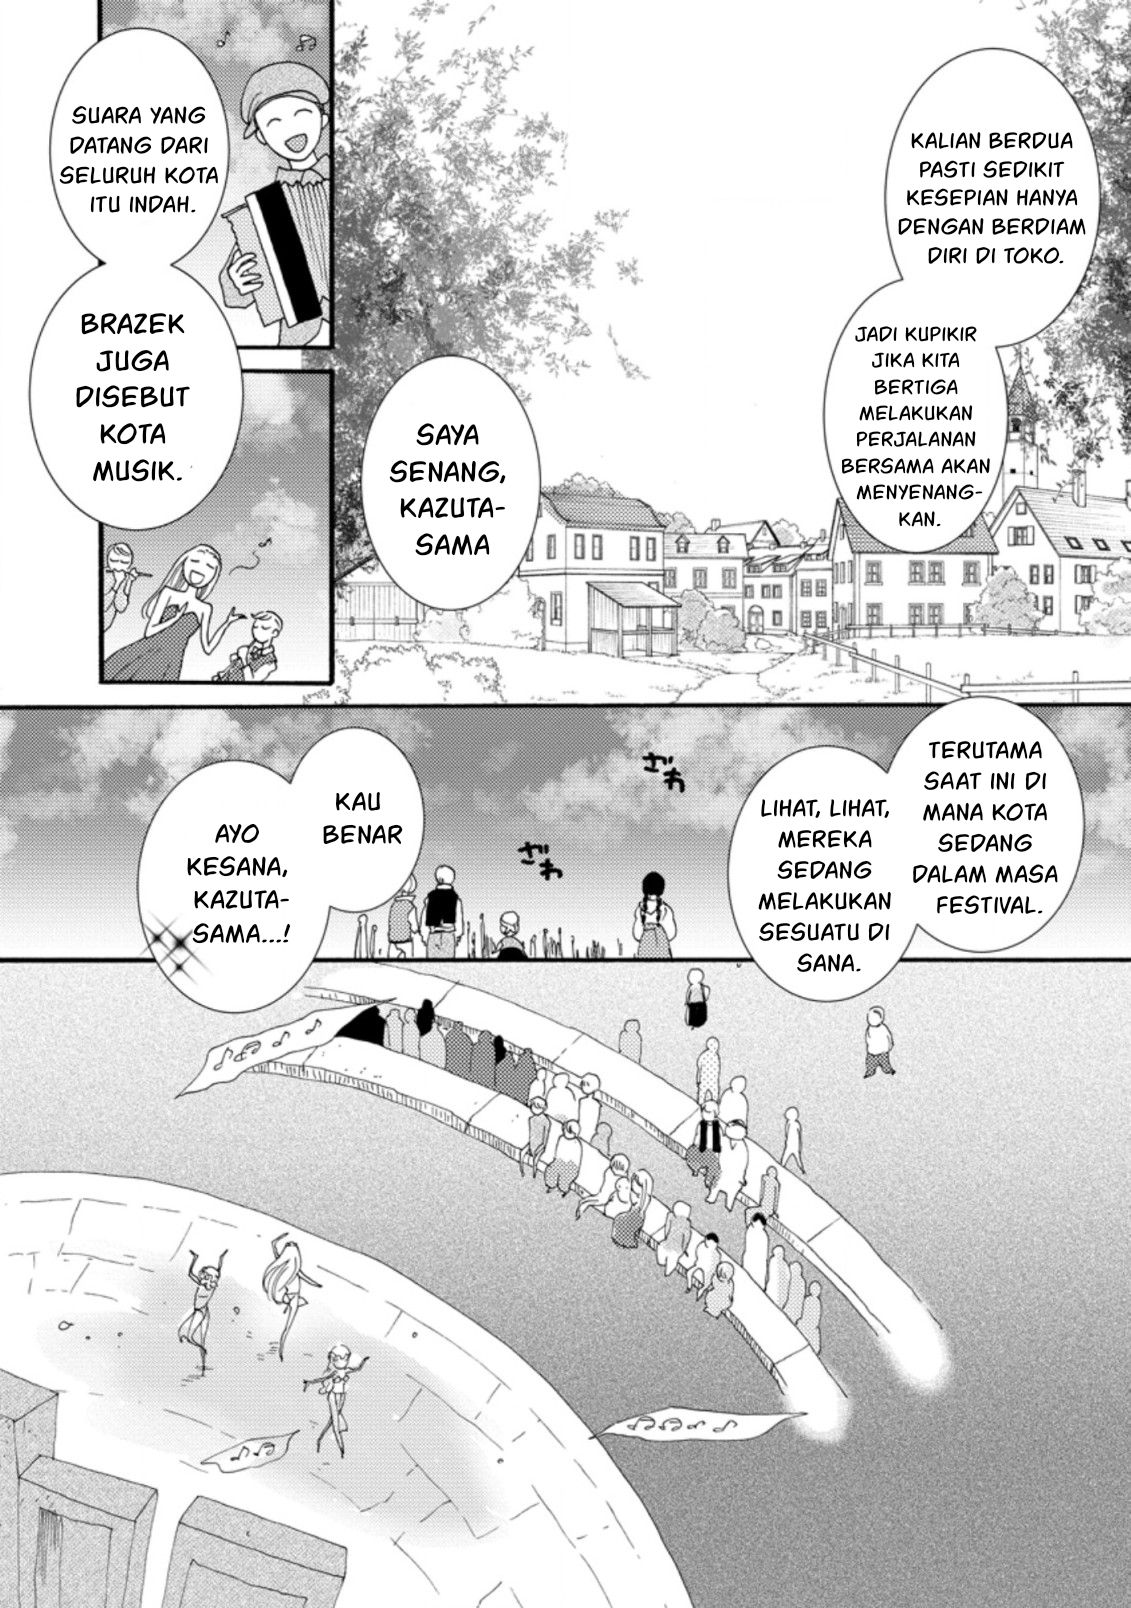 KALIAN BERDUA
PASTI SEDIKIT
KESEPIAN HANYA
DENGAN BERDIAM
DIRI DI TOKO.
JADI KUPIKIR
JIKA KITA
BERTIGA
MELAKUKAN
PERJALANAN
BERSAMA AKAN
MENYENANG-
KAN.
SAYA
SENANG,
KAZUTA-
SAMA
SUARA YANG
DATANG DARI
SELURUH KOTA
ITU INDAH.
BRAZEK
JUGA
DISEBUT
KOTA
MUSIK.
TERUTAMA
SAAT INI DI
MANA KOTA
SEDANG
DALAM MASA
FESTIVAL.
LIHAT, LIHAT,
MEREKA
SEDANG
MELAKUKAN
SESUATU DI
SANA.
ざわ
ざわ
KAU
BENAR
AYO
KESANA,
KAZUTA-
SAMA...!